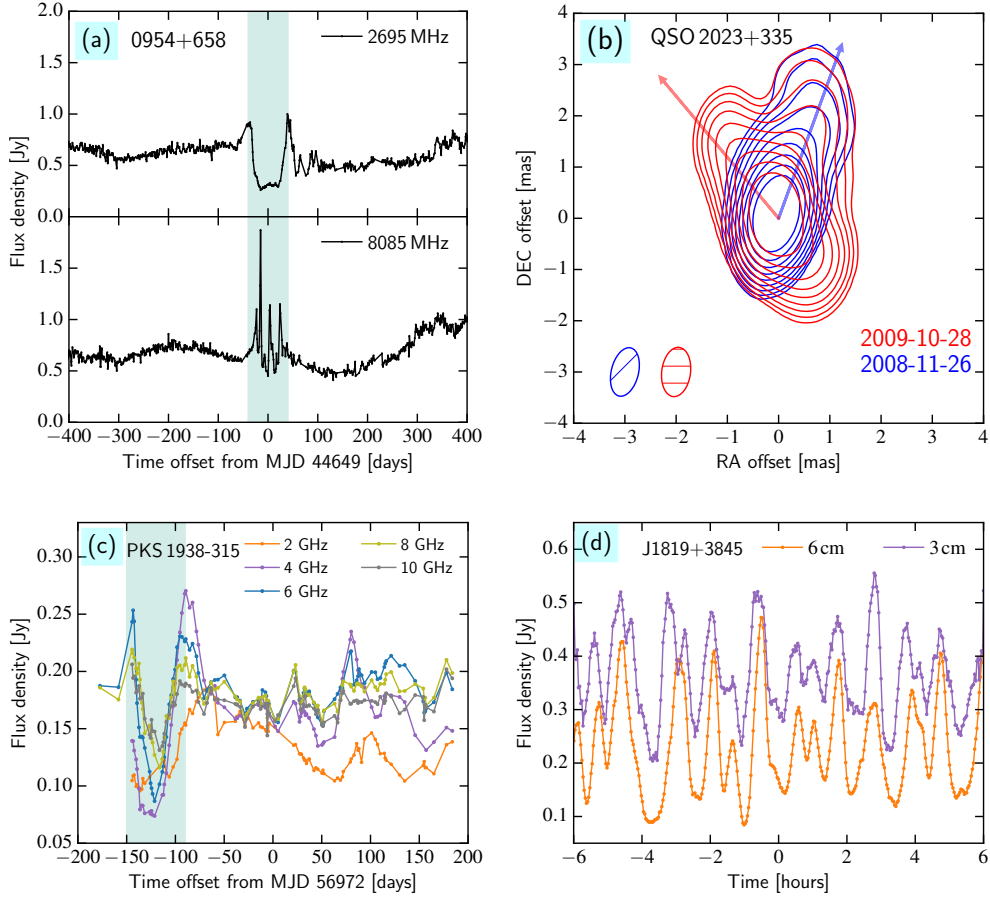 (a)
0954+658
2695 MHz
2.0
1.5
1.0
0.5
0.0
8085 MHz
2.0
1.5
1.0
0.5
0.0
Flux density [Jy]
−400 −300 −200 −100 0 100 200 300 400
Time offset from MJD 44649 [days]
(b)
QSO 2023+335
4
3
2
1
0
−1
−2
−3
−4
DEC offset [mas]
2009-10-28
2008-11-26
−4 −3 −2 −1 0 1 2 3 4
RA offset [mas]
(c)
PKS 1938-315
2 GHz
4 GHz
6 GHz
8 GHz
10 GHz
0.30
0.25
0.20
0.15
0.10
0.05
Flux density [Jy]
−200 −150 −100 −50 0 50 100 150 200
Time offset from MJD 56972 [days]
(d)
J1819+3845
6 cm
3 cm
0.6
0.5
0.4
0.3
0.2
0.1
Flux density [Jy]
−6 −4 −2 0 2 4 6
Time [hours]